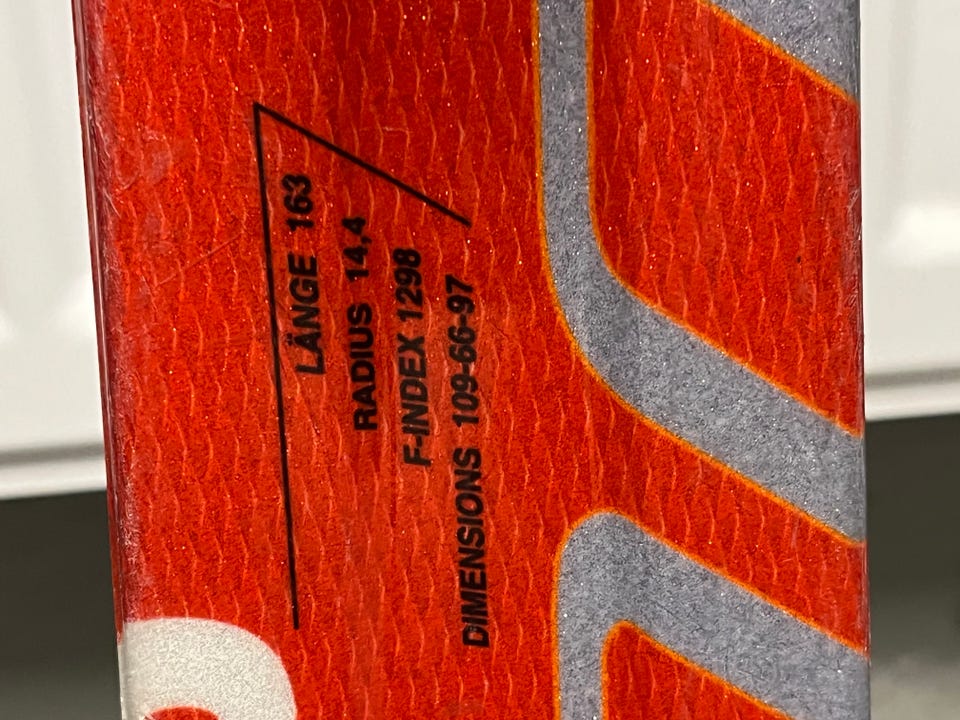 LÄNGE 163
RADIUS 14,4
F-INDEX 1298
DIMENSIONS 109-66-97